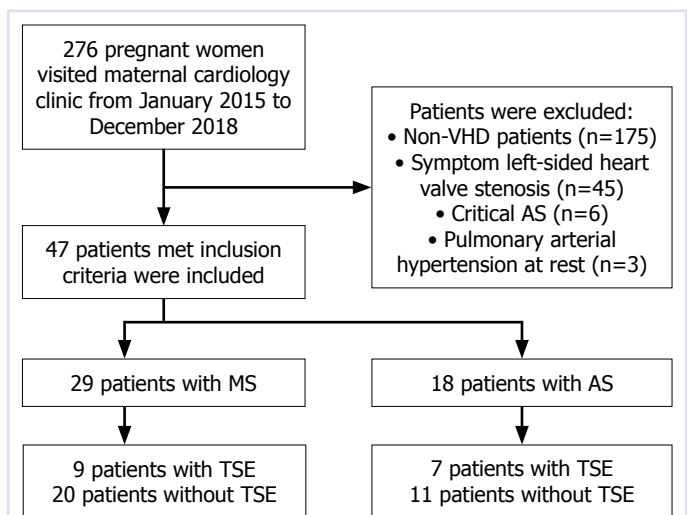 276 pregnant women
visited maternal cardiology
clinic from January 2015 to
December 2018
Patients were excluded:
• Non-VHD patients (n=175)
• Symptom left-sided heart
valve stenosis (n=45)
• Critical AS (n=6)
• Pulmonary arterial
hypertension at rest (n=3)
47 patients met inclusion
criteria were included
29 patients with MS
18 patients with AS
9 patients with TSE
20 patients without TSE
7 patients with TSE
11 patients without TSE